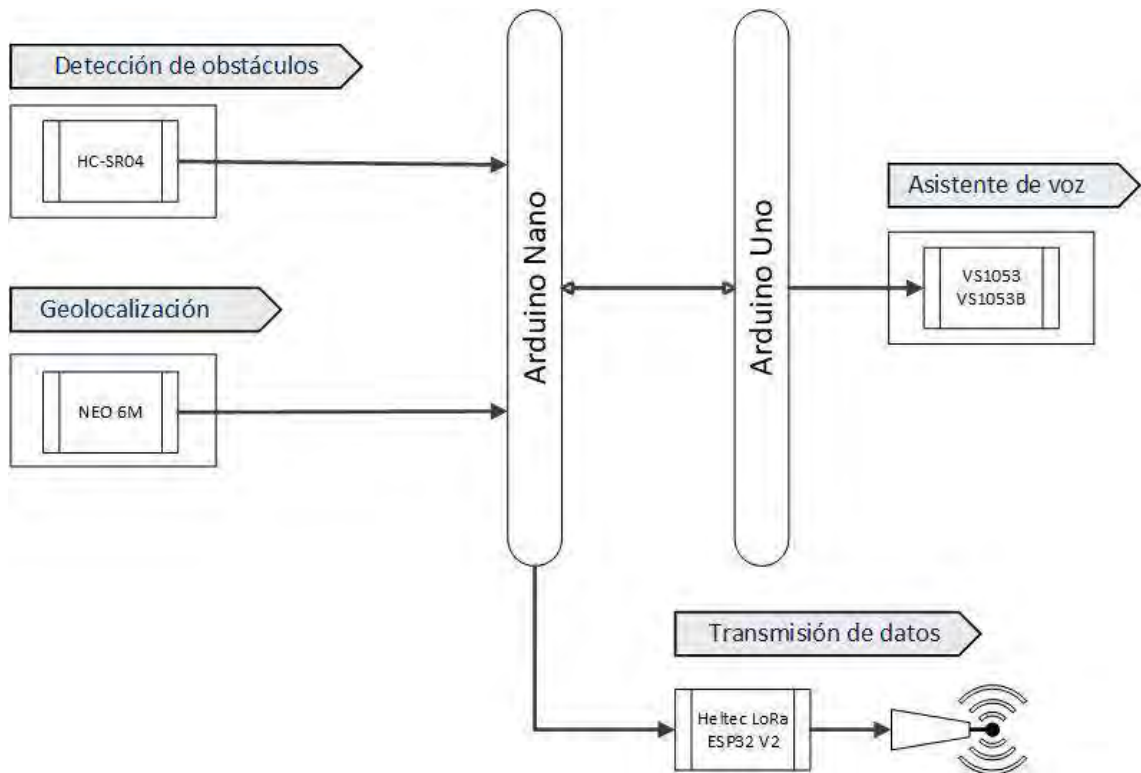 Detección de obstáculos
HC-SR04
Geolocalización
NEO 6M
Arduino Nano
Arduino Uno
Asistente de voz
VS1053
VS1053B
Transmisión de datos
Heltec LoRa
ESP32 V2